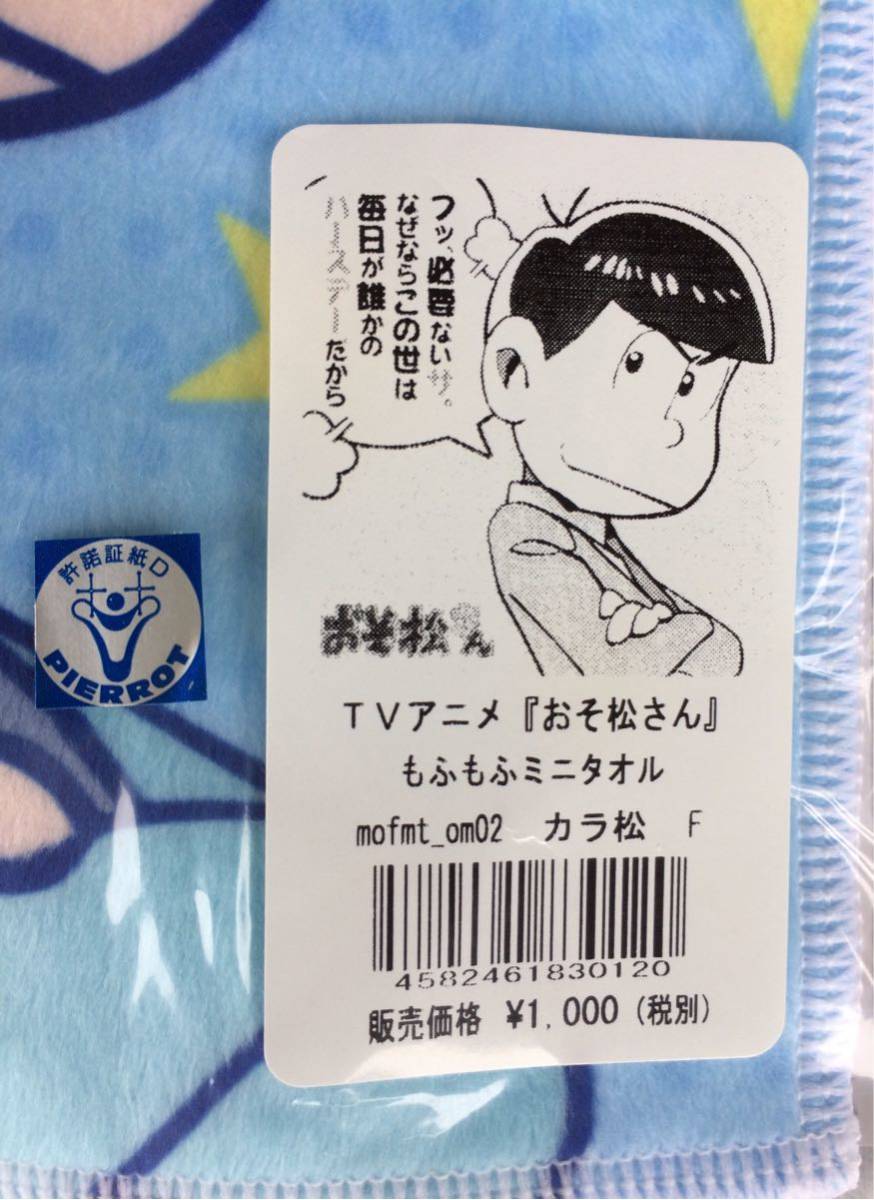 フッ、必要ないサ。
なぜならこの世は
毎日が誰かの
バースデーだから
おそ松さん
TVアニメ『おそ松さん』
もふもふミニタオル
mofmt_om02 カラ松 F
4582461830120
販売価格 ¥1,000 (税別)
許諾証紙D
PIERROT